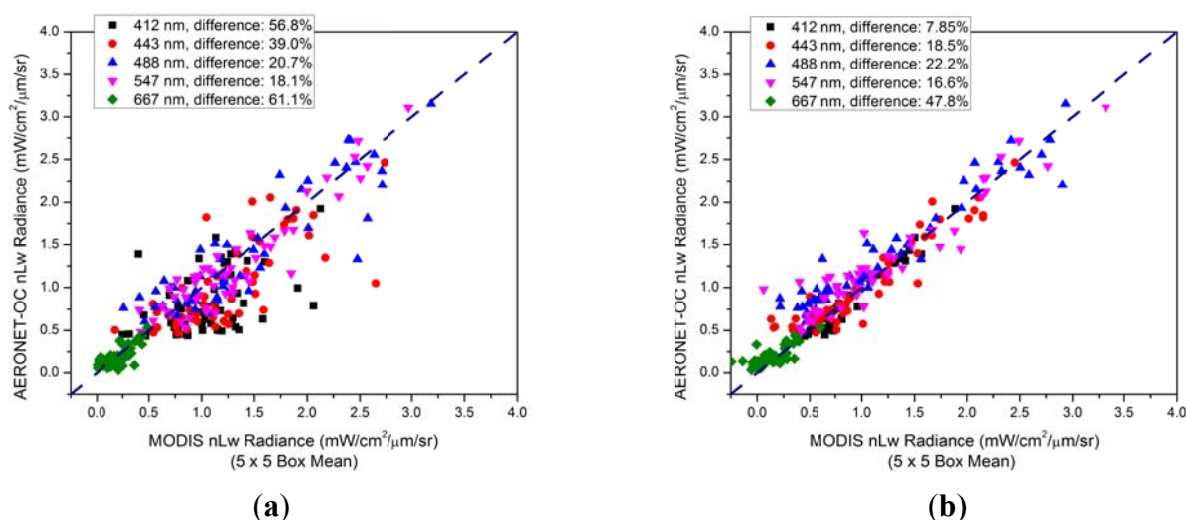 412 nm, difference: 56.8%
443 nm, difference: 39.0%
488 nm, difference: 20.7%
547 nm, difference: 18.1%
667 nm, difference: 61.1%
AERONET-OC nLw Radiance (mW/cm²/μm/sr)
4.0
3.5
3.0
2.5
2.0
1.5
1.0
0.5
0.0
0.0 0.5 1.0 1.5 2.0 2.5 3.0 3.5 4.0
MODIS nLw Radiance (mW/cm²/μm/sr)
(5 x 5 Box Mean)
(a)
412 nm, difference: 7.85%
443 nm, difference: 18.5%
488 nm, difference: 22.2%
547 nm, difference: 16.6%
667 nm, difference: 47.8%
AERONET-OC nLw Radiance (mW/cm²/μm/sr)
4.0
3.5
3.0
2.5
2.0
1.5
1.0
0.5
0.0
0.0 0.5 1.0 1.5 2.0 2.5 3.0 3.5 4.0
MODIS nLw Radiance (mW/cm²/μm/sr)
(5 x 5 Box Mean)
(b)